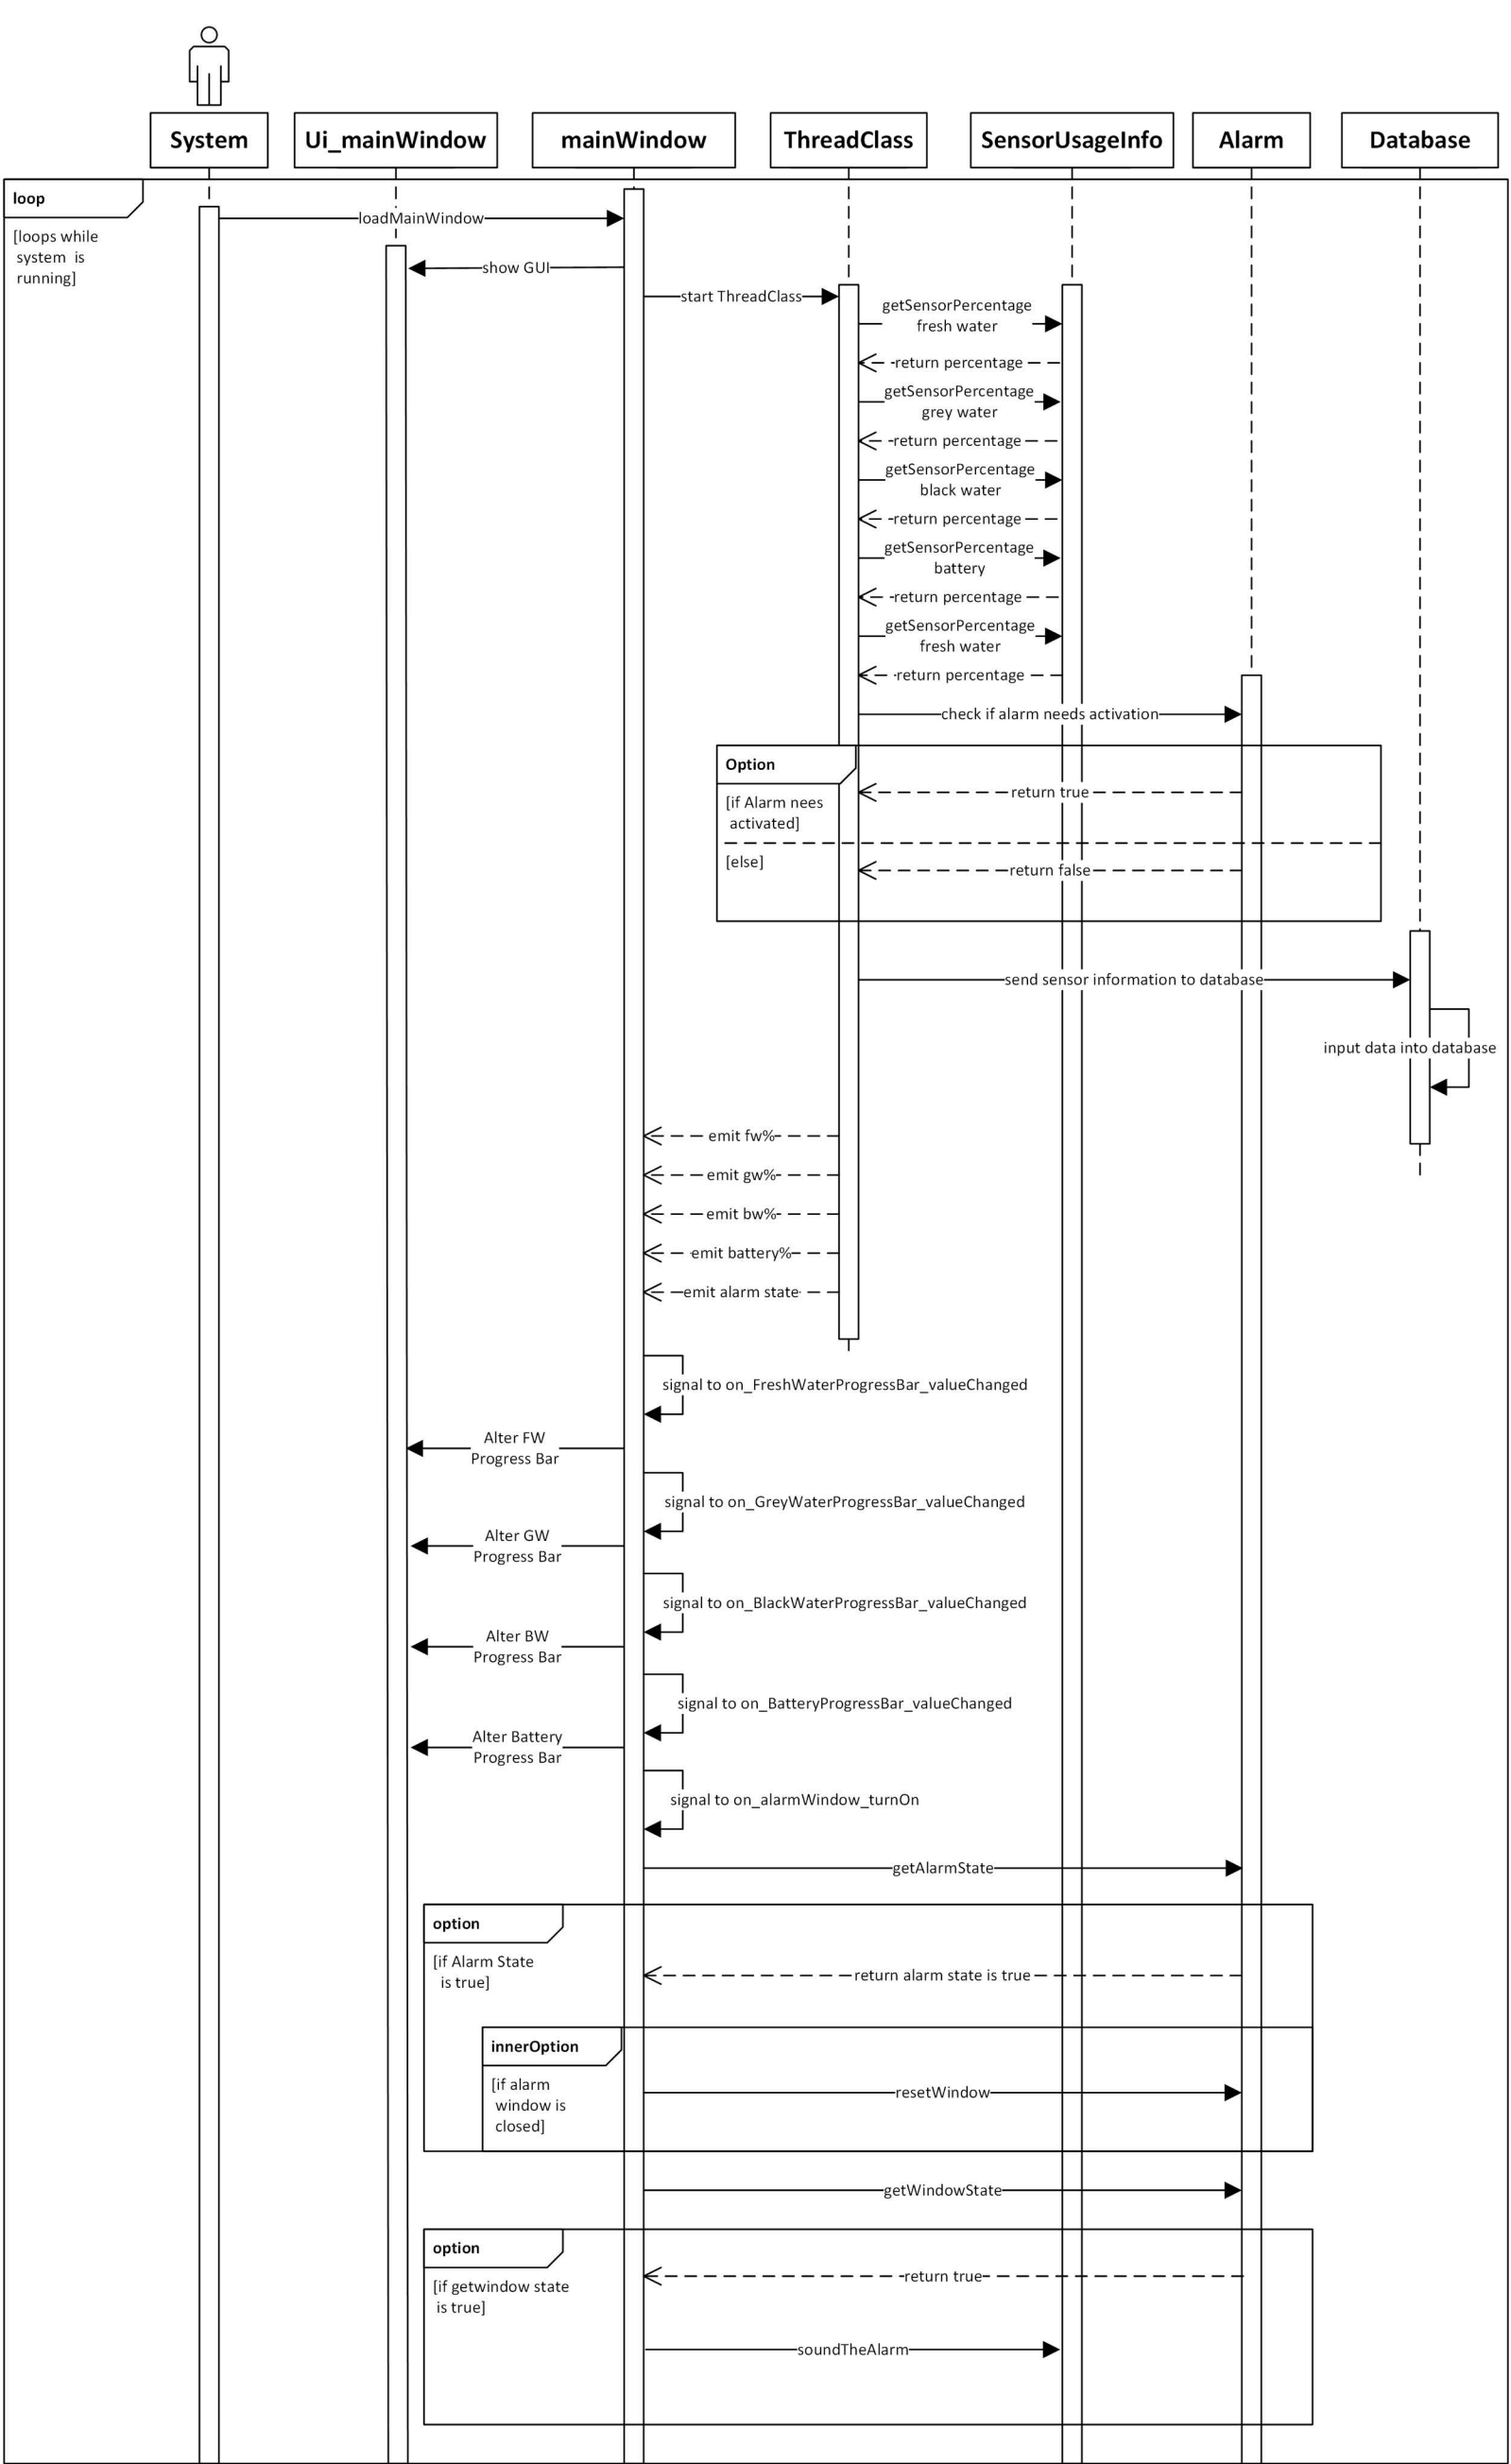 System
Ui_mainWindow
mainWindow
ThreadClass
SensorUsageInfo
Alarm
Database
loop
[loops while
system is
running]
loadMainWindow
show GUI
start ThreadClass
getSensorPercentage
fresh water
return percentage
getSensorPercentage
grey water
return percentage
getSensorPercentage
black water
return percentage
getSensorPercentage
battery
return percentage
getSensorPercentage
fresh water
return percentage
check if alarm needs activation
Option
[if Alarm nees
activated]
return true
[else]
return false
send sensor information to database
input data into database
emit fw%
emit gw%
emit bw%
emit battery%
emit alarm state
signal to on_FreshWaterProgressBar_valueChanged
Alter FW
Progress Bar
signal to on_GreyWaterProgressBar_valueChanged
Alter GW
Progress Bar
signal to on_BlackWaterProgressBar_valueChanged
Alter BW
Progress Bar
signal to on_BatteryProgressBar_valueChanged
Alter Battery
Progress Bar
signal to on_alarmWindow_turnOn
getAlarmState
option
[if Alarm State
is true]
return alarm state is true
innerOption
[if alarm
window is
closed]
resetWindow
getWindowState
option
[if getwindow state
is true]
return true
soundTheAlarm